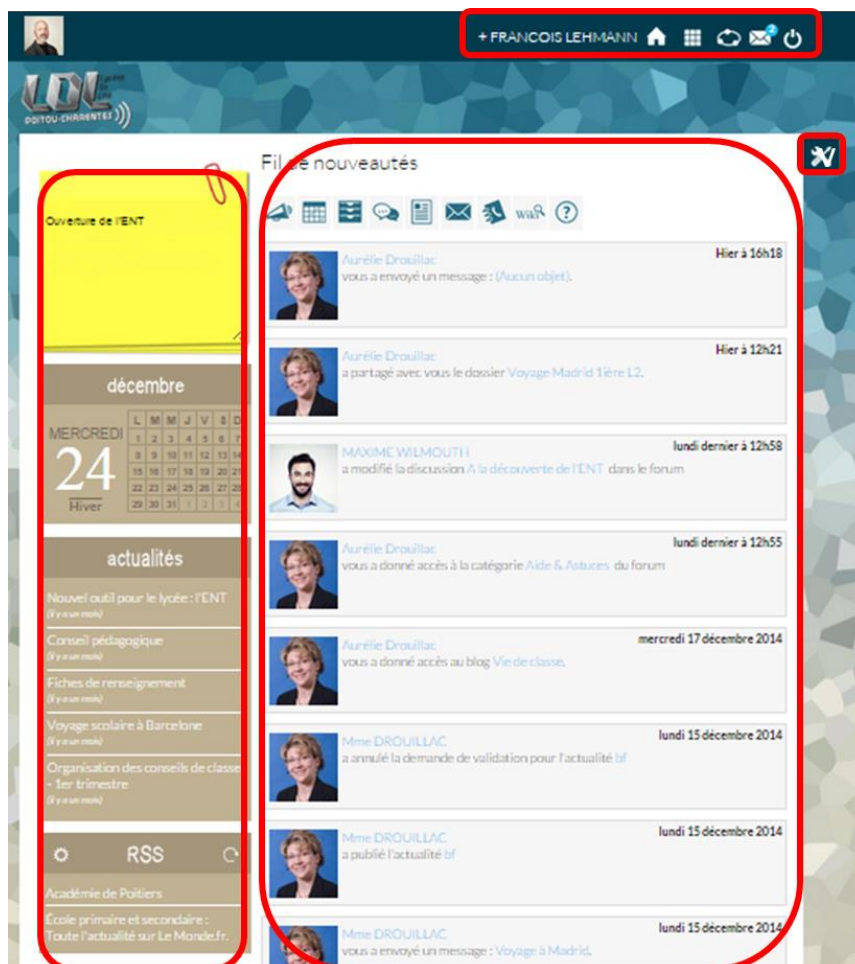 + FRANCOIS LEHMANN
2
Lycées
De
LDL
POITOU-CHARENTES
Fil de nouveautés
Ouverture de l'ENT
décembre
MERCREDI
24
Hiver
L M M J V S D
1 2 3 4 5 6 7
8 9 10 11 12 13 14
15 16 17 18 19 20 21
22 23 24 25 26 27 28
29 30 31 1 2 3 4
actualités
Nouvel outil pour le lycée : l'ENT
(il y a un mois)
Conseil pédagogique
(il y a un mois)
Fiches de renseignement
(il y a un mois)
Voyage scolaire à Barcelone
(il y a un mois)
Organisation des conseils de classe
- 1er trimestre
(il y a un mois)
RSS
Académie de Poitiers
École primaire et secondaire :
Toute l'actualité sur Le Monde.fr.
Hier à 16h18
Aurélie Drouillac
vous a envoyé un message : (Aucun objet).
Hier à 12h21
Aurélie Drouillac
a partagé avec vous le dossier Voyage Madrid 1ière L2.
lundi dernier à 12h58
MAXIME WILMOUTH
a modifié la discussion A la découverte de l'ENT dans le forum
lundi dernier à 12h55
Aurélie Drouillac
vous a donné accès à la catégorie Aide & Astuces du forum
mercredi 17 décembre 2014
Aurélie Drouillac
vous a donné accès au blog Vie de classe.
lundi 15 décembre 2014
Mme DROUILLAC
a annulé la demande de validation pour l'actualité bf
lundi 15 décembre 2014
Mme DROUILLAC
a publié l'actualité bf
lundi 15 décembre 2014
Mme DROUILLAC
vous a envoyé un message : Voyage à Madrid.